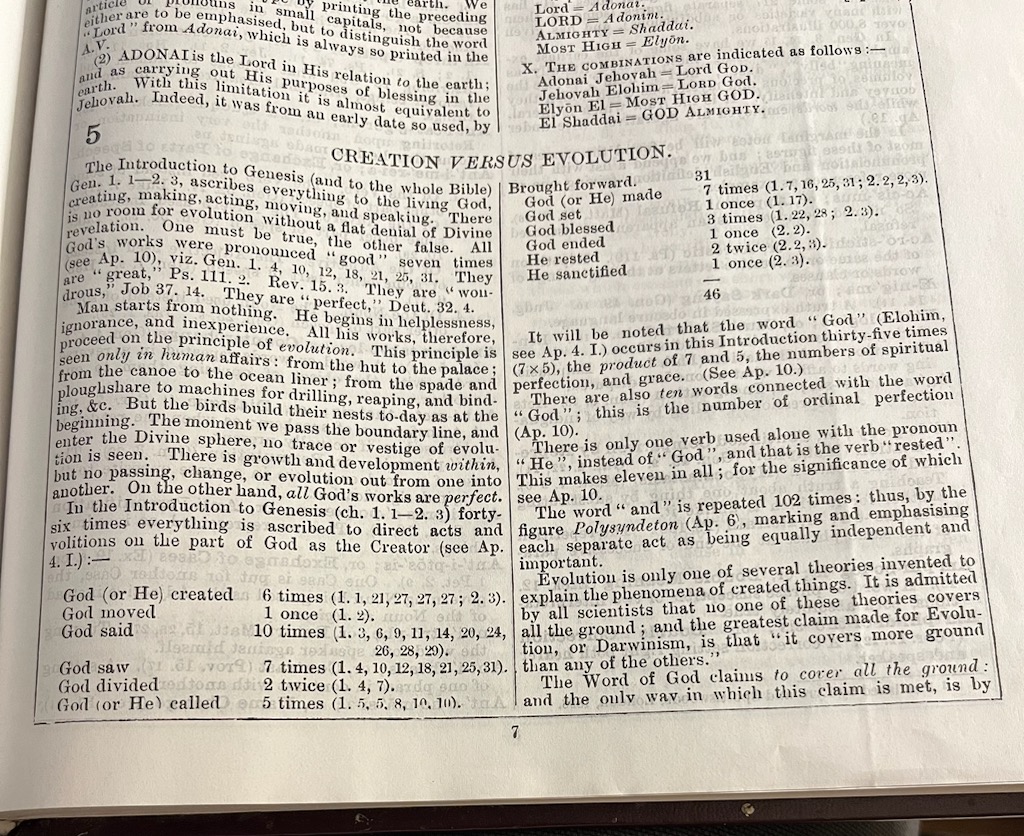 the earth. We
article or pronouns in small capitals, not because
by printing the preceding
either are to be emphasised, but to distinguish the word
"Lord" from Adonai, which is always so printed in the
A.V.
(2) ADONAI is the Lord in His relation to the earth;
and as carrying out His purposes of blessing in the
earth. With this limitation it is almost equivalent to
Jehovah. Indeed, it was from an early date so used, by
Lord = Adonai.
LORD = Adonim.
ALMIGHTY = Shaddai.
MOST HIGH = Elyōn.
X. THE COMBINATIONS are indicated as follows:—
Adonai Jehovah = Lord GOD.
Jehovah Elohim = LORD God.
Elyōn El = MOST HIGH GOD.
El Shaddai = GOD ALMIGHTY.
5
CREATION VERSUS EVOLUTION.
The Introduction to Genesis (and to the whole Bible)
Gen. 1. 1—2. 3, ascribes everything to the living God,
creating, making, acting, moving, and speaking. There
is no room for evolution without a flat denial of Divine
revelation. One must be true, the other false. All
God's works were pronounced "good" seven times
(see Ap. 10), viz. Gen. 1. 4, 10, 12, 18, 21, 25, 31. They
are "great," Ps. 111. 2. Rev. 15. 3. They are "won-
drous," Job 37. 14. They are "perfect," Deut. 32. 4.
Man starts from nothing. He begins in helplessness,
ignorance, and inexperience. All his works, therefore,
proceed on the principle of evolution. This principle is
seen only in human affairs: from the hut to the palace;
from the canoe to the ocean liner; from the spade and
ploughshare to machines for drilling, reaping, and bind-
ing, &c. But the birds build their nests to-day as at the
beginning. The moment we pass the boundary line, and
enter the Divine sphere, no trace or vestige of evolu-
tion is seen. There is growth and development within,
but no passing, change, or evolution out from one into
another. On the other hand, all God's works are perfect.
In the Introduction to Genesis (ch. 1. 1—2. 3) forty-
six times everything is ascribed to direct acts and
volitions on the part of God as the Creator (see Ap.
4. I.):—
God (or He) created 6 times (1. 1, 21, 27, 27, 27; 2. 3).
God moved 1 once (1. 2).
God said 10 times (1. 3, 6, 9, 11, 14, 20, 24,
26, 28, 29).
God saw 7 times (1. 4, 10, 12, 18, 21, 25, 31).
God divided 2 twice (1. 4, 7).
God (or He) called 5 times (1. 5, 5, 8, 10, 10).
Brought forward. 31
God (or He) made 7 times (1. 7, 16, 25, 31; 2. 2, 2, 3).
God set 1 once (1. 17).
God blessed 3 times (1. 22, 28; 2. 3).
God ended 1 once (2. 2).
He rested 2 twice (2. 2, 3).
He sanctified 1 once (2. 3).
46
It will be noted that the word "God" (Elohim,
see Ap. 4. I.) occurs in this Introduction thirty-five times
(7×5), the product of 7 and 5, the numbers of spiritual
perfection, and grace. (See Ap. 10.)
There are also ten words connected with the word
"God"; this is the number of ordinal perfection
(Ap. 10).
There is only one verb used alone with the pronoun
"He", instead of "God", and that is the verb "rested".
This makes eleven in all; for the significance of which
see Ap. 10.
The word "and" is repeated 102 times: thus, by the
figure Polysyndeton (Ap. 6), marking and emphasising
each separate act as being equally independent and
important.
Evolution is only one of several theories invented to
explain the phenomena of created things. It is admitted
by all scientists that no one of these theories covers
all the ground; and the greatest claim made for Evolu-
tion, or Darwinism, is that "it covers more ground
than any of the others."
The Word of God claims to cover all the ground:
and the only way in which this claim is met, is by
7